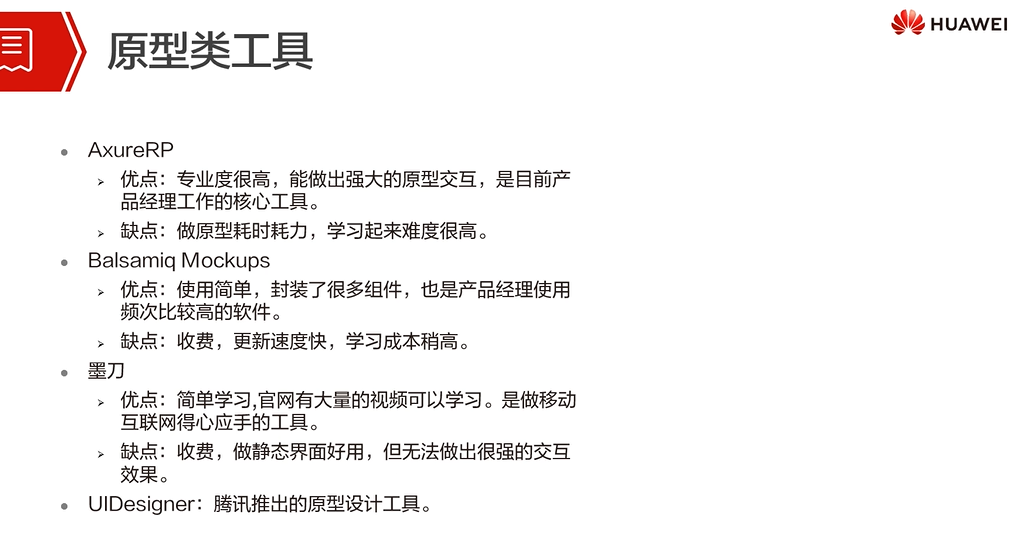 HUAWEI
原型类工具
AxureRP
优点：专业度很高，能做出强大的原型交互，是目前产
品经理工作的核心工具。
缺点：做原型耗时耗力，学习起来难度很高。
Balsamiq Mockups
优点：使用简单，封装了很多组件，也是产品经理使用
频次比较高的软件。
缺点：收费，更新速度快，学习成本稍高。
墨刀
优点：简单学习,官网有大量的视频可以学习。是做移动
互联网得心应手的工具。
缺点：收费，做静态界面好用，但无法做出很强的交互
效果。
UIDesigner：腾讯推出的原型设计工具。